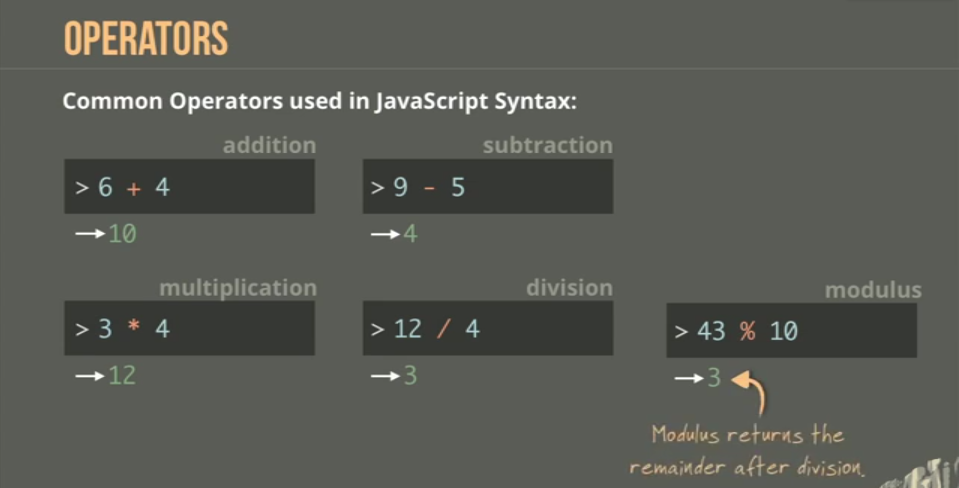 OPERATORS
Common Operators used in JavaScript Syntax:
addition
> 6 + 4
→10
subtraction
> 9 - 5
→4
multiplication
> 3 * 4
→12
division
> 12 / 4
→3
modulus
> 43 % 10
→3
Modulus returns the
remainder after division.